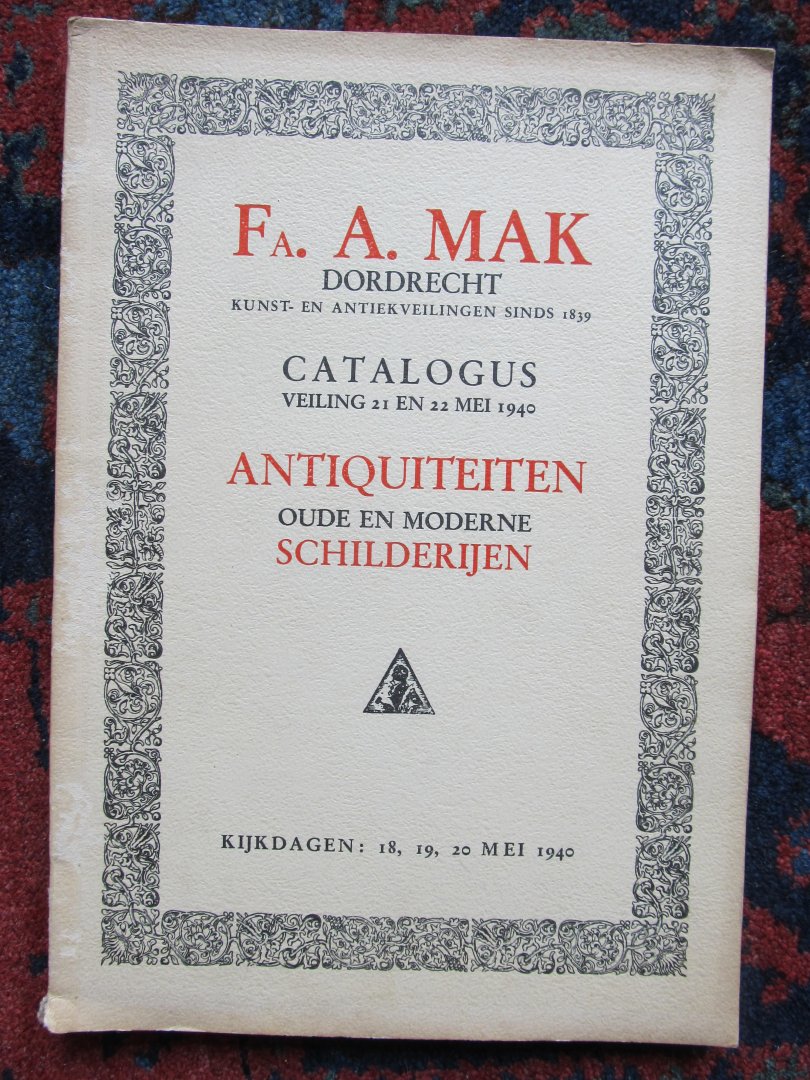 FA. A. MAK
DORDRECHT
KUNST- EN ANTIEKVEILINGEN SINDS 1839
CATALOGUS
VEILING 21 EN 22 MEI 1940
ANTIQUITEITEN
OUDE EN MODERNE
SCHILDERIJEN
KIJKDAGEN: 18, 19, 20 MEI 1940